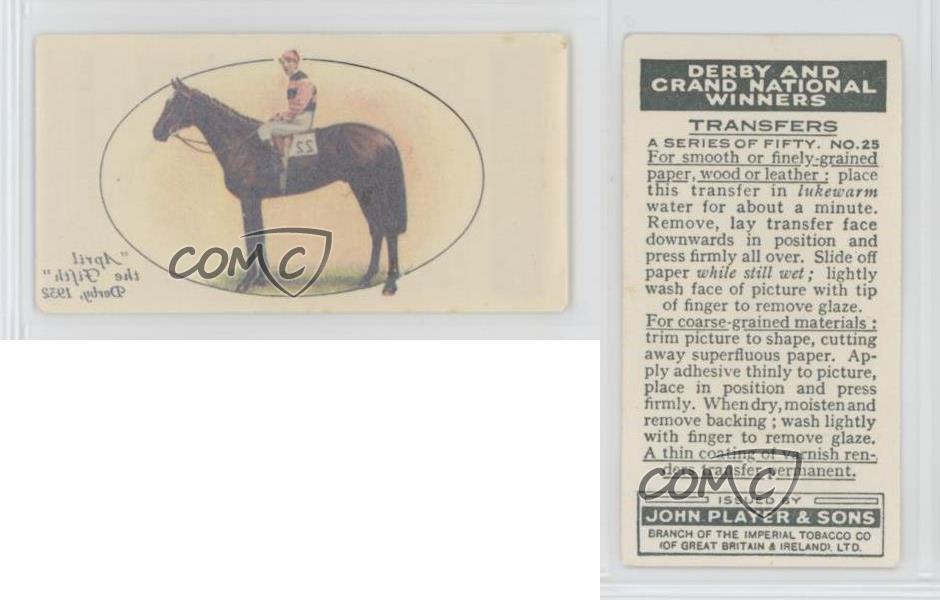 22
"April
the Fifth"
Derby, 1932
COMC
DERBY AND
GRAND NATIONAL
WINNERS
TRANSFERS
A SERIES OF FIFTY. NO.25
For smooth or finely-grained
paper, wood or leather: place
this transfer in lukewarm
water for about a minute.
Remove, lay transfer face
downwards in position and
press firmly all over. Slide off
paper while still wet; lightly
wash face of picture with tip
of finger to remove glaze.
For coarse-grained materials:
trim picture to shape, cutting
away superfluous paper. Ap-
ply adhesive thinly to picture,
place in position and press
firmly. When dry, moisten and
remove backing; wash lightly
with finger to remove glaze.
A thin coating of varnish ren-
ders transfer permanent.
COMC
ISSUED BY
JOHN PLAYER & SONS
BRANCH OF THE IMPERIAL TOBACCO CO
(OF GREAT BRITAIN & IRELAND), LTD.